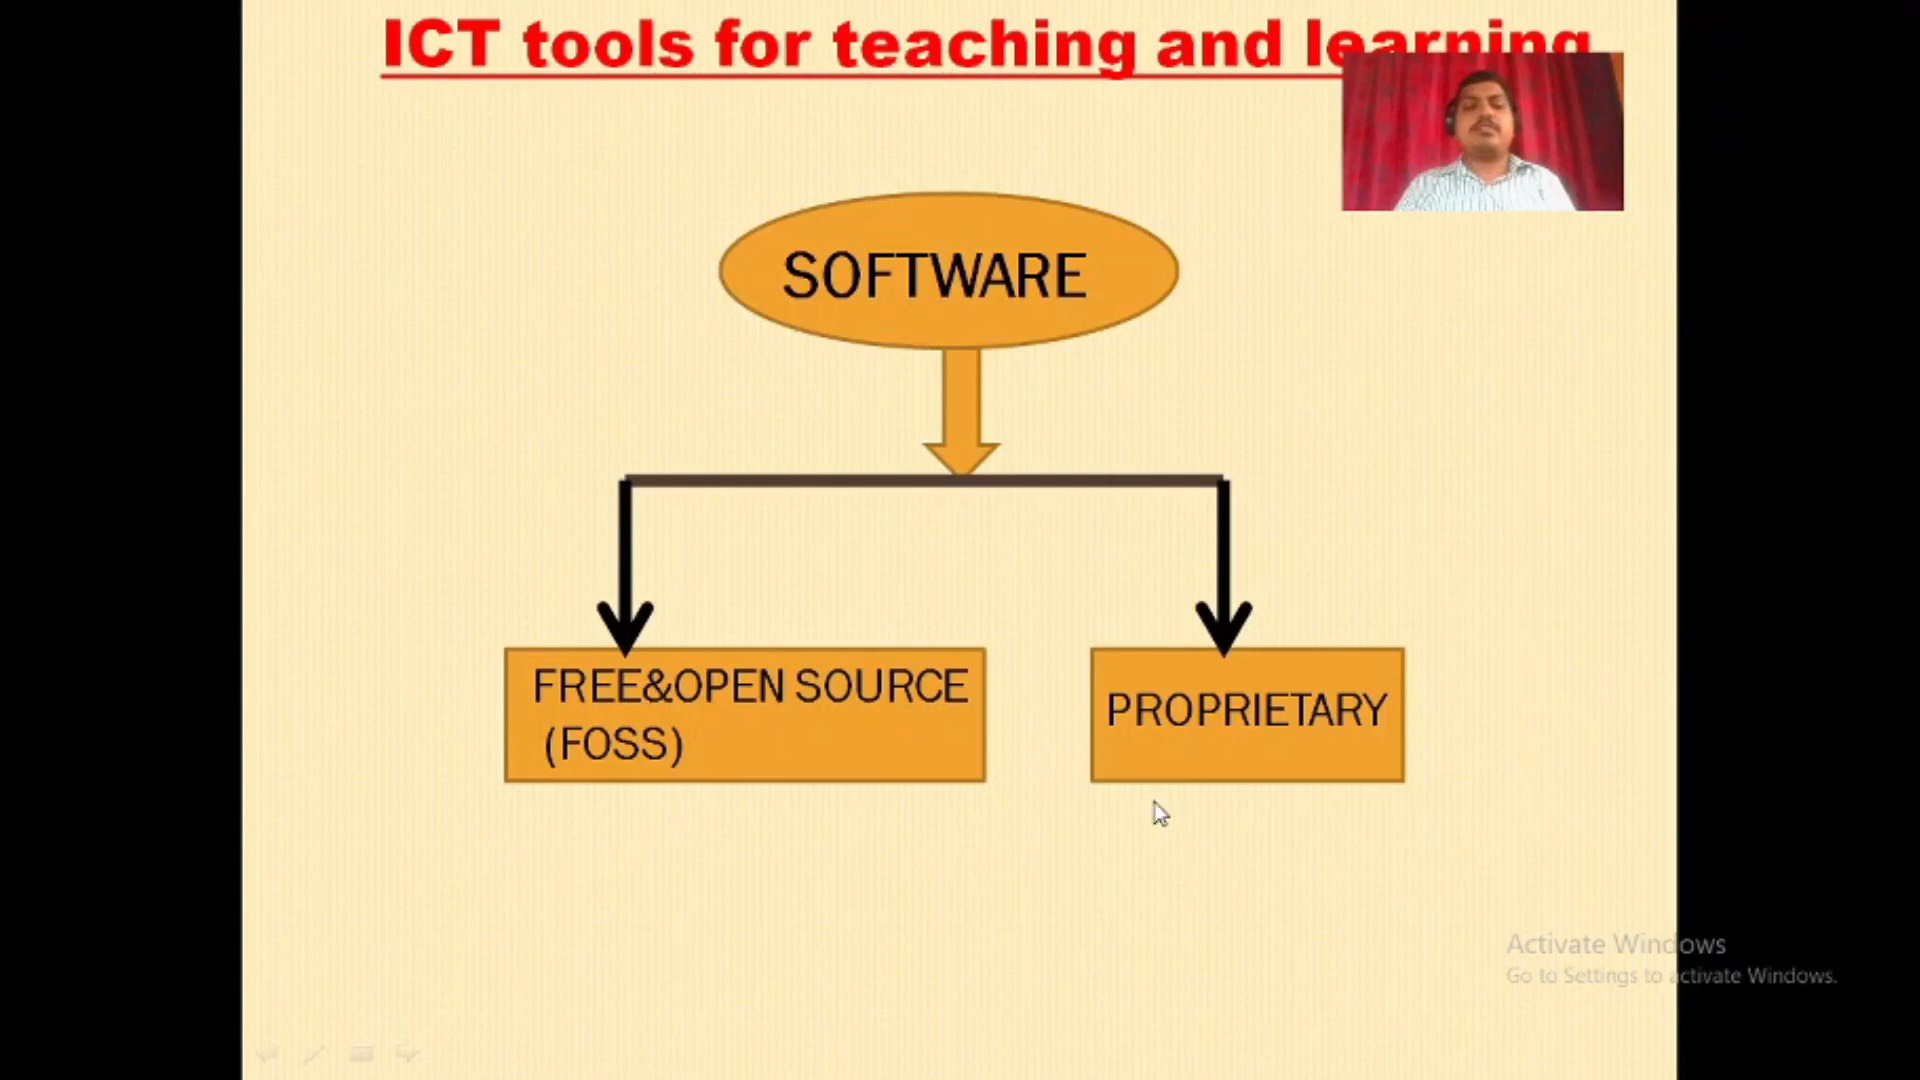 ICT tools for teaching and learning
SOFTWARE
FREE&OPEN SOURCE
(FOSS)
PROPRIETARY
Activate Windows
Go to Settings to activate Windows.